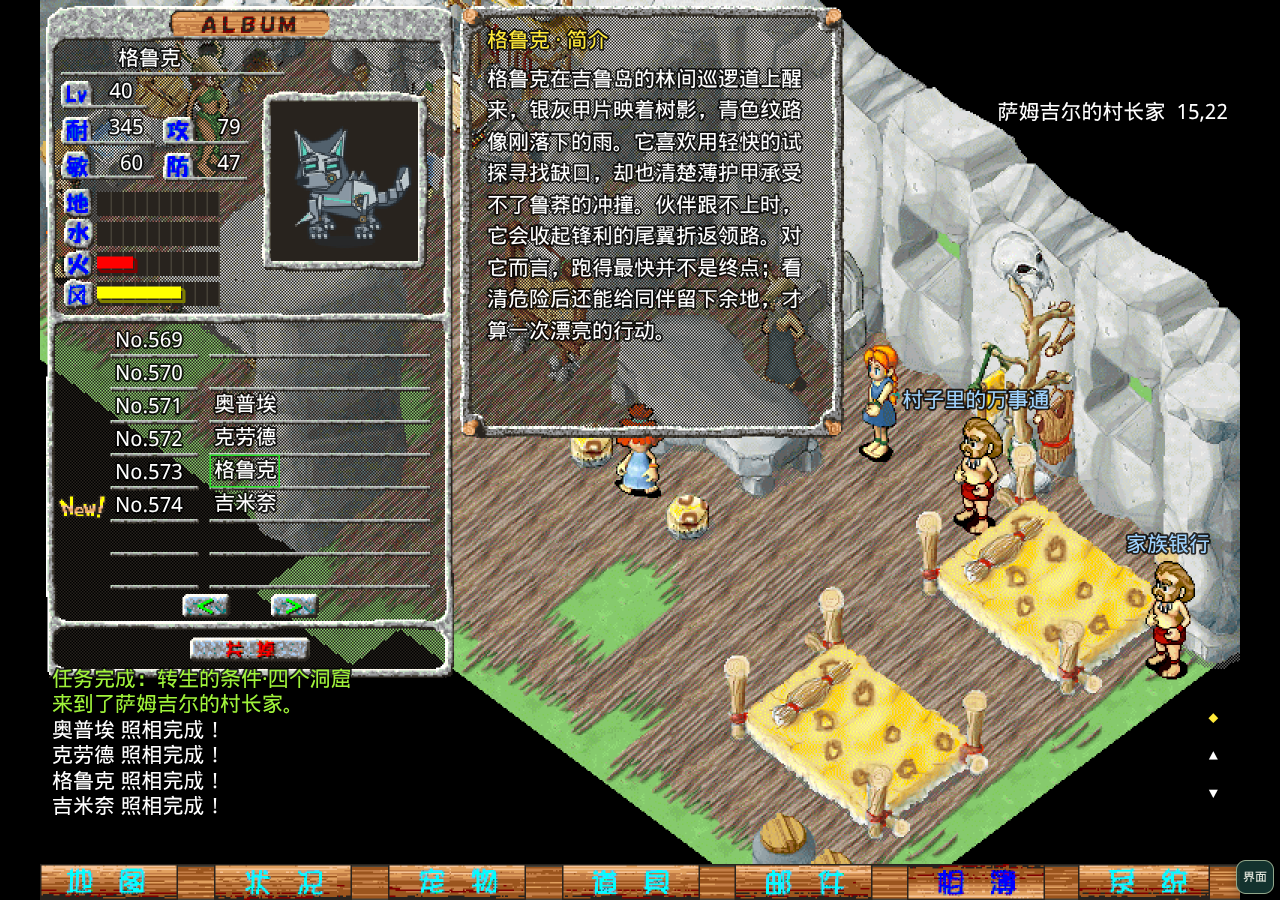 ALBUM
格鲁克
Lv 40
耐 345 攻 79
敏 60 防 47
地
水
火
风
No.569
No.570
No.571 奥普埃
No.572 克劳德
No.573 格鲁克
New! No.574 吉米奈
< >
关掉
格鲁克·简介
格鲁克在吉鲁岛的林间巡逻道上醒
来，银灰甲片映着树影，青色纹路
像刚落下的雨。它喜欢用轻快的试
探寻找缺口，却也清楚薄护甲承受
不了鲁莽的冲撞。伙伴跟不上时，
它会收起锋利的尾翼折返领路。对
它而言，跑得最快并不是终点；看
清危险后还能给同伴留下余地，才
算一次漂亮的行动。
萨姆吉尔的村长家 15,22
村子里的万事通
家族银行
任务完成：转生的条件·四个洞窟
来到了萨姆吉尔的村长家。
奥普埃 照相完成！
克劳德 照相完成！
格鲁克 照相完成！
吉米奈 照相完成！
地图 状况 宠物 道具 邮件 相簿 系统
界面